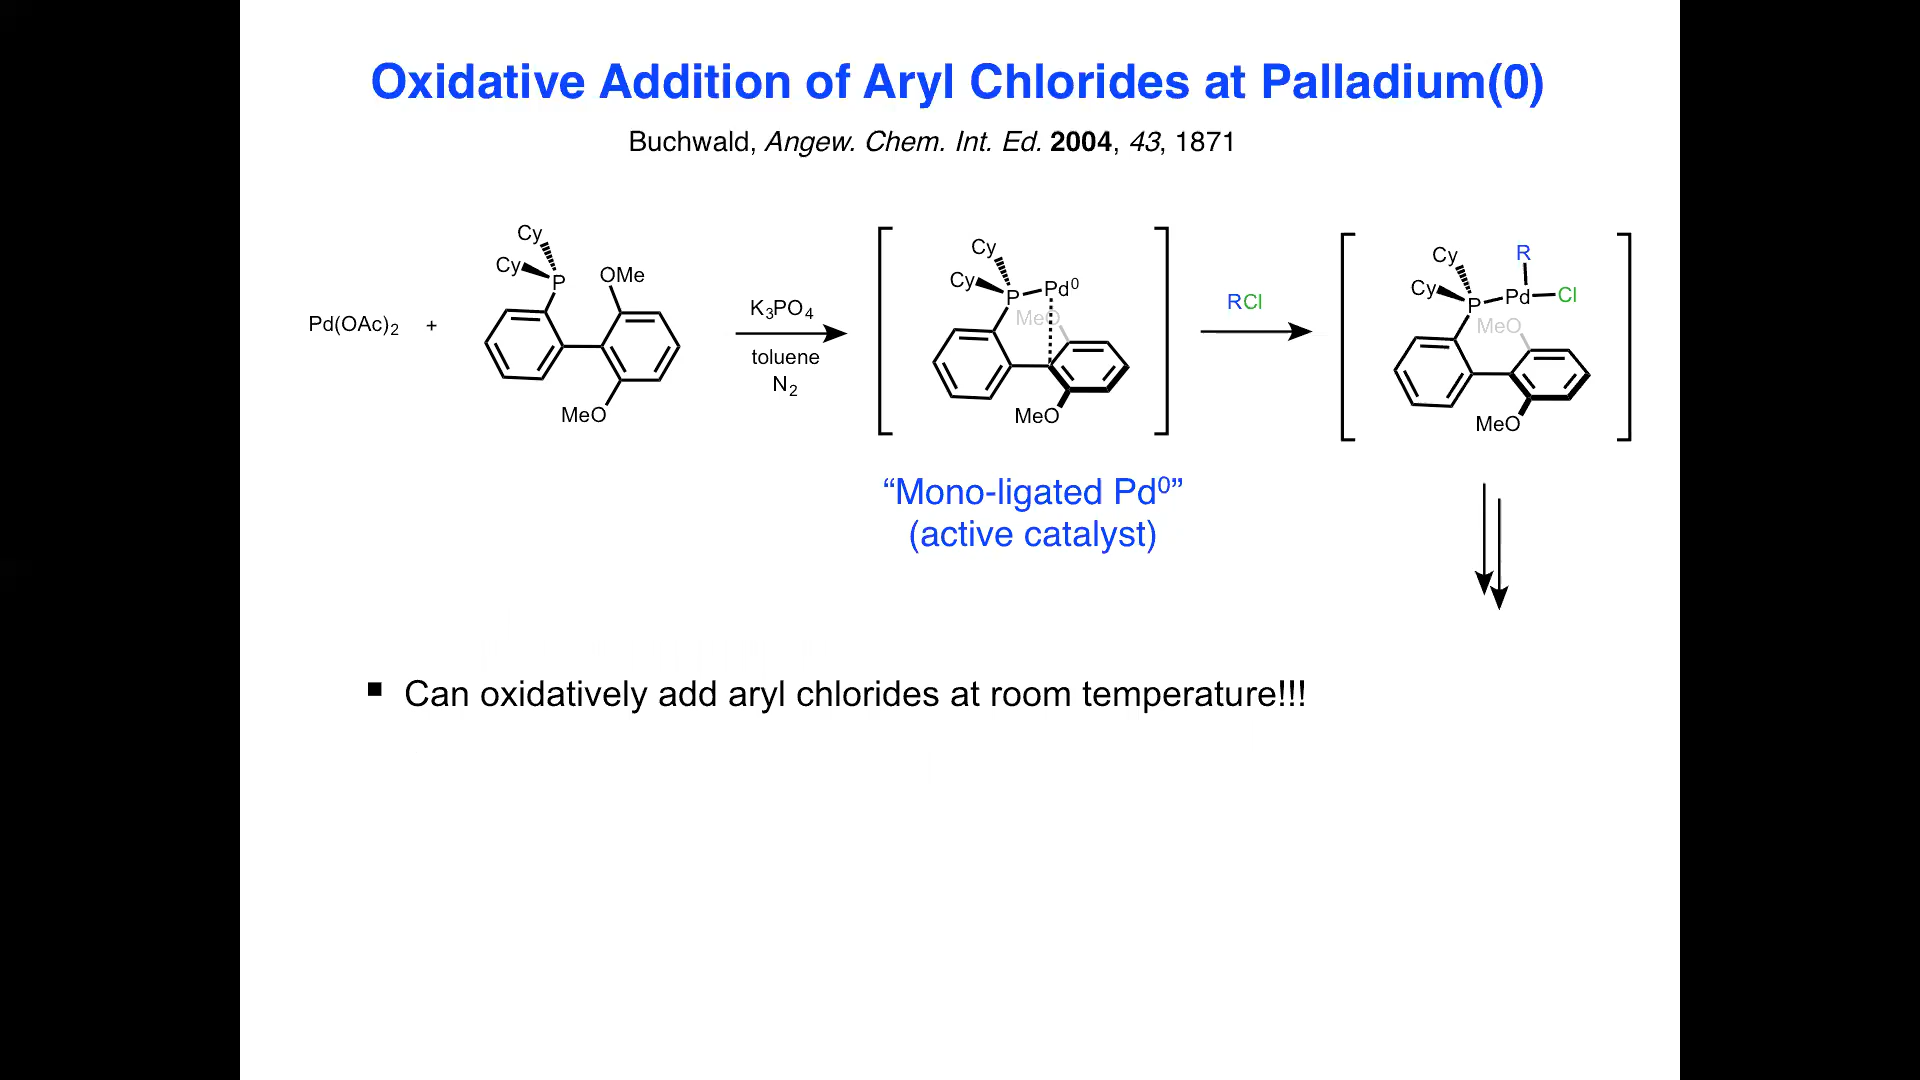 Oxidative Addition of Aryl Chlorides at Palladium(0)
Buchwald, Angew. Chem. Int. Ed. 2004, 43, 1871
Pd(OAc)2 +
Cy
Cy
P
OMe
MeO
K3PO4
toluene
N2
Cy
Cy
P
Pd0
MeO
MeO
RCl
Cy
Cy
P
R
Pd
Cl
MeO
MeO
“Mono-ligated Pd0”
(active catalyst)
▪ Can oxidatively add aryl chlorides at room temperature!!!